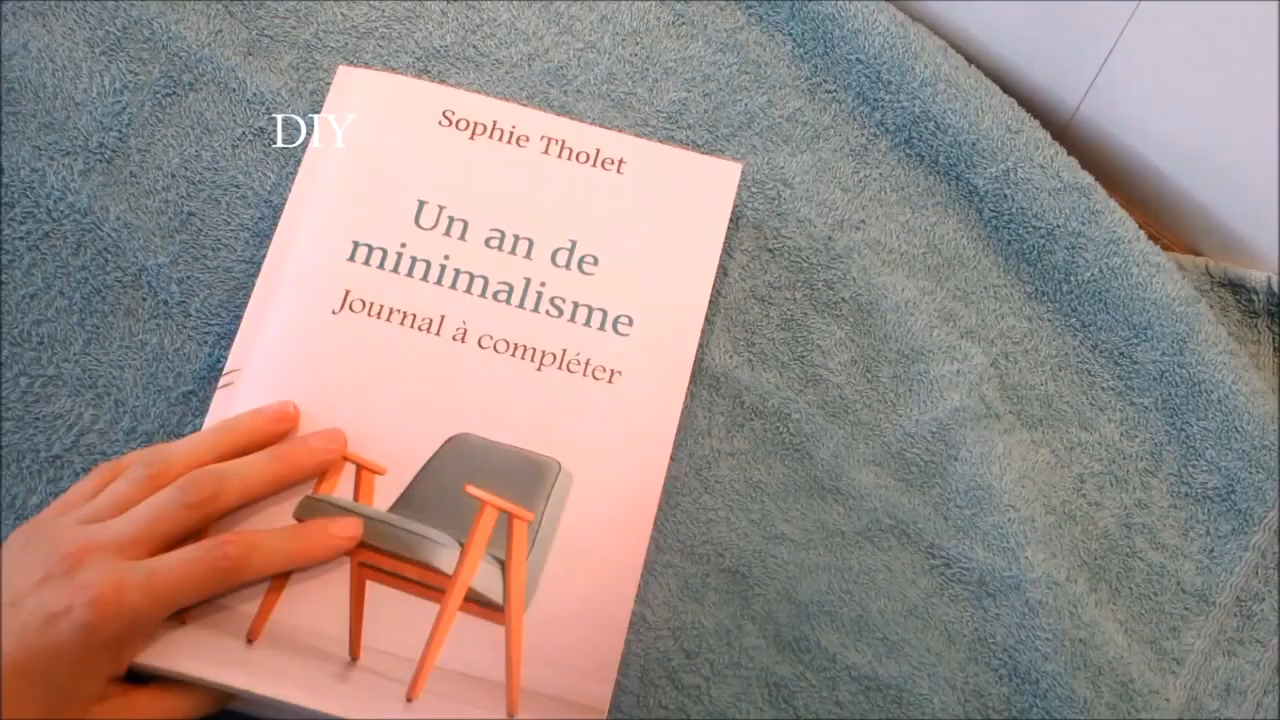 DIY
Sophie Tholet
Un an de
minimalisme
Journal à compléter